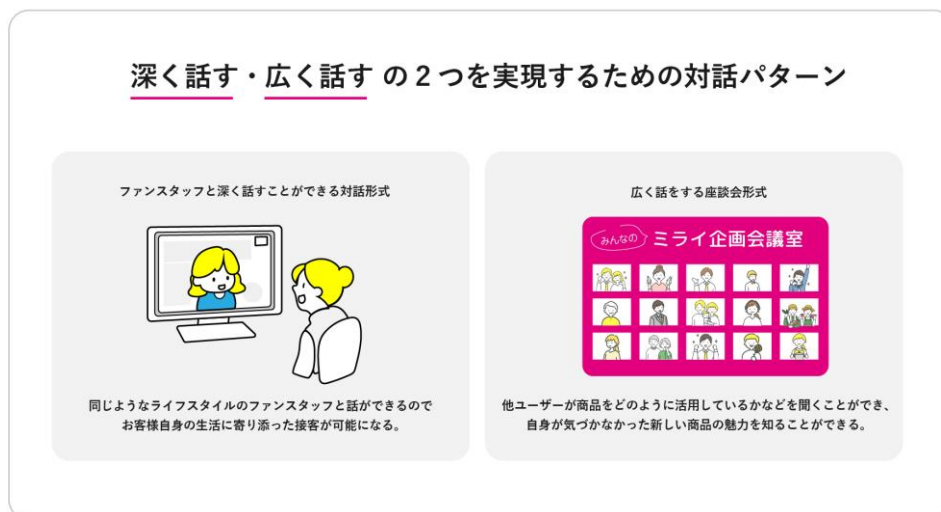 深く話す・広く話す の２つを実現するための対話パターン
ファンスタッフと深く話すことができる対話形式
同じようなライフスタイルのファンスタッフと話ができるので
お客様自身の生活に寄り添った接客が可能になる。
広く話をする座談会形式
みんなの ミライ企画会議室
他ユーザーが商品をどのように活用しているかなどを聞くことができ、
自身が気づかなかった新しい商品の魅力を知ることができる。